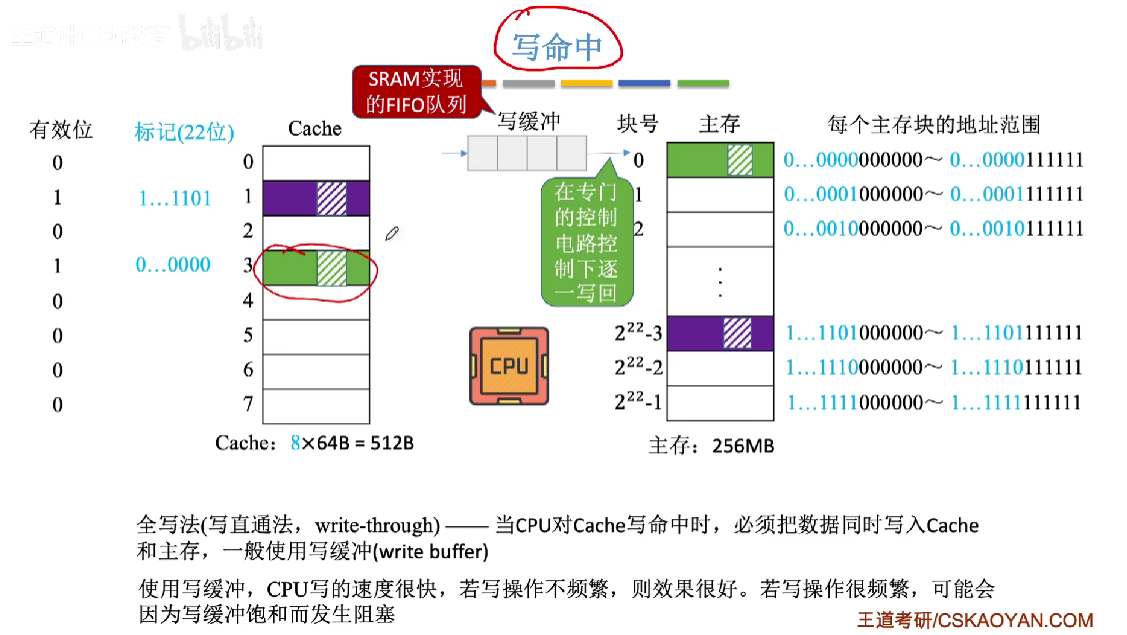 bilibili
写命中
SRAM实现
的FIFO队列
有效位
标记(22位)
Cache
写缓冲
块号
主存
每个主存块的地址范围
0
0
0
0…0000000000～ 0…0000111111
1
1…1101
1
1
0…0001000000～ 0…0001111111
0
2
2
0…0010000000～ 0…0010111111
在专门
的控制
电路控
制下逐
一写回
1
0…0000
3
0
4
0
5
2²²-3
1…1101000000～ 1…1101111111
0
6
CPU
2²²-2
1…1110000000～ 1…1110111111
0
7
2²²-1
1…1111000000～ 1…1111111111
Cache：8×64B = 512B
主存：256MB
全写法(写直通法，write-through) —— 当CPU对Cache写命中时，必须把数据同时写入Cache
和主存，一般使用写缓冲(write buffer)
使用写缓冲，CPU写的速度很快，若写操作不频繁，则效果很好。若写操作很频繁，可能会
因为写缓冲饱和而发生阻塞
王道考研/CSKAOYAN.COM